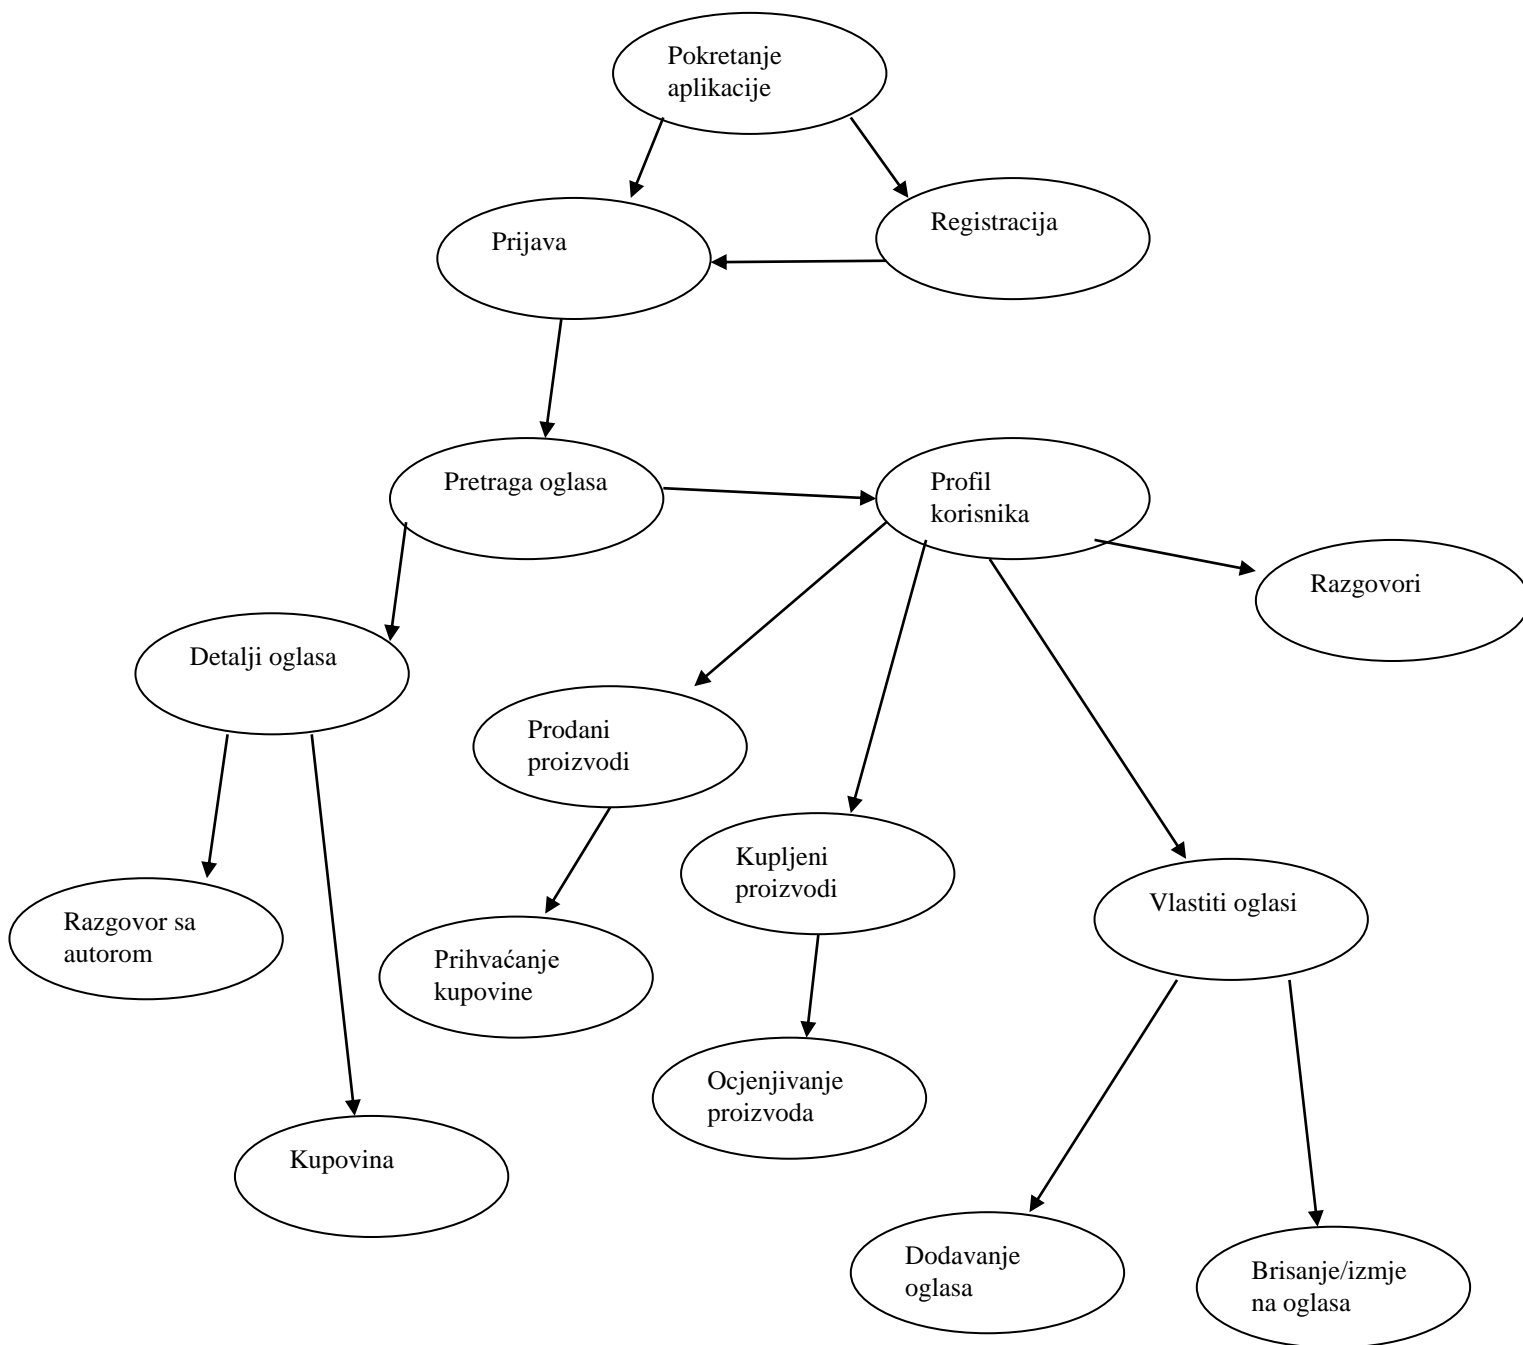 Pokretanje
aplikacije
Prijava
Registracija
Pretraga oglasa
Profil
korisnika
Razgovori
Detalji oglasa
Prodani
proizvodi
Kupljeni
proizvodi
Vlastiti oglasi
Razgovor sa
autorom
Prihvaćanje
kupovine
Ocjenjivanje
proizvoda
Kupovina
Dodavanje
oglasa
Brisanje/izmje
na oglasa